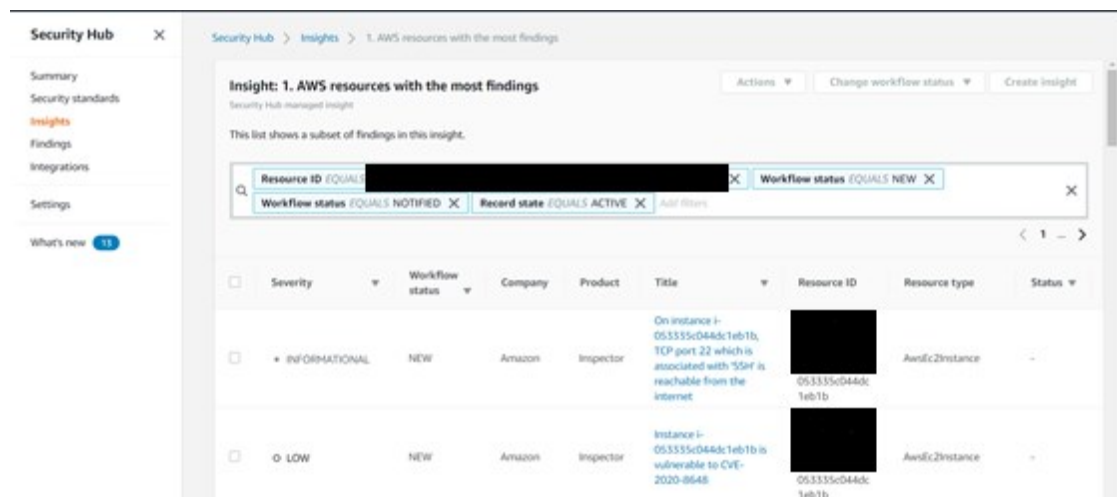 Security Hub
Security Hub > Insights > 1. AWS resources with the most findings
Summary
Security standards
Insights
Findings
Integrations
Settings
What's new 13
Insight: 1. AWS resources with the most findings
Actions
Change workflow status
Create insight
Security Hub managed insight
This list shows a subset of findings in this insight.
Resource ID EQUALS
Workflow status EQUALS NEW
Workflow status EQUALS NOTIFIED
Record state EQUALS ACTIVE
Add filters
1
Severity
Workflow
status
Company
Product
Title
Resource ID
Resource type
Status
INFORMATIONAL
NEW
Amazon
Inspector
On instance i-
053335c044dc1eb1b,
TCP port 22 which is
associated with 'SSH' is
reachable from the
internet
053335c044dc
1eb1b
AwsEc2Instance
-
LOW
NEW
Amazon
Inspector
Instance i-
053335c044dc1eb1b is
vulnerable to CVE-
2020-8648
053335c044dc
1eb1b
AwsEc2Instance
-